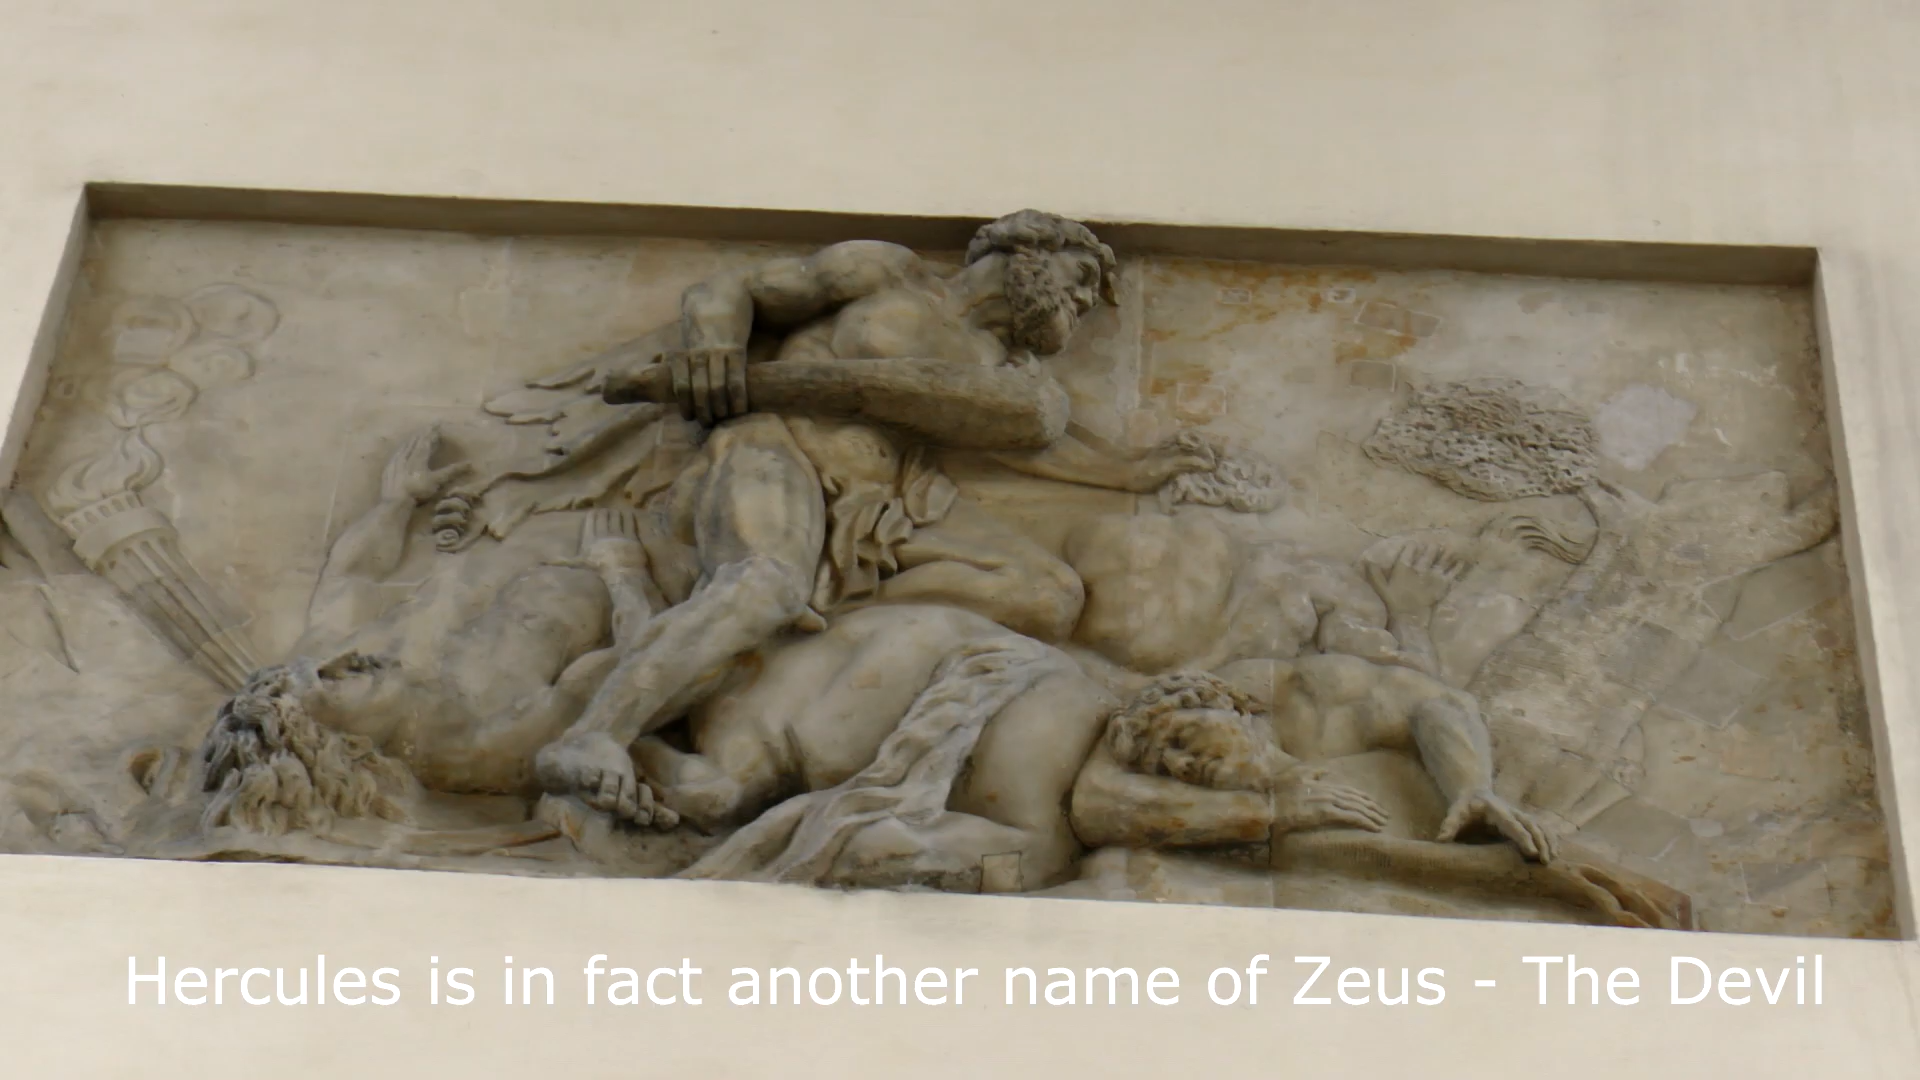 Hercules is in fact another name of Zeus - The Devil